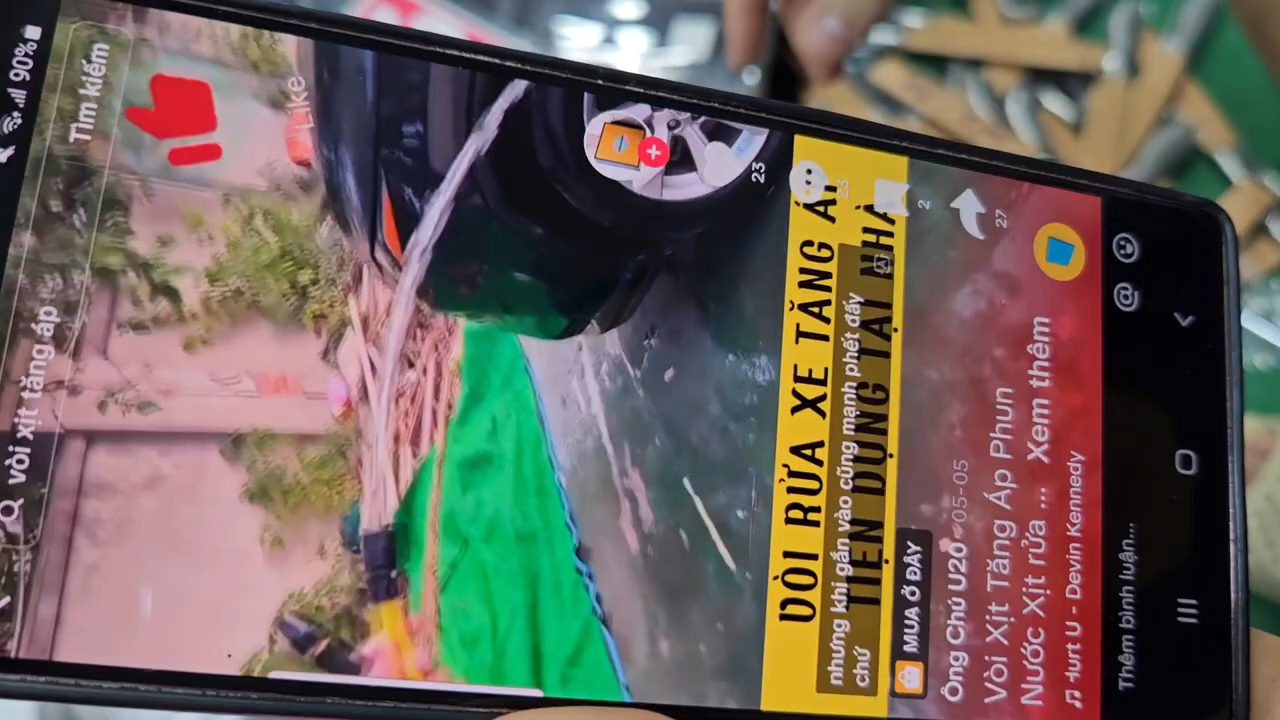 90%
vòi xịt tăng áp
Tìm kiếm
Like
23
25
2
27
VÒI RỬA XE TĂNG ÁP
TIỆN DỤNG TẠI NHÀ
nhưng khi gắn vào cũng mạnh phết đấy
chứ
MUA Ở ĐÂY
Ông Chú U20 05-05
Vòi Xịt Tăng Áp Phun
Nước Xịt rửa ... Xem thêm
Hurt U - Devin Kennedy
Thêm bình luận...
@